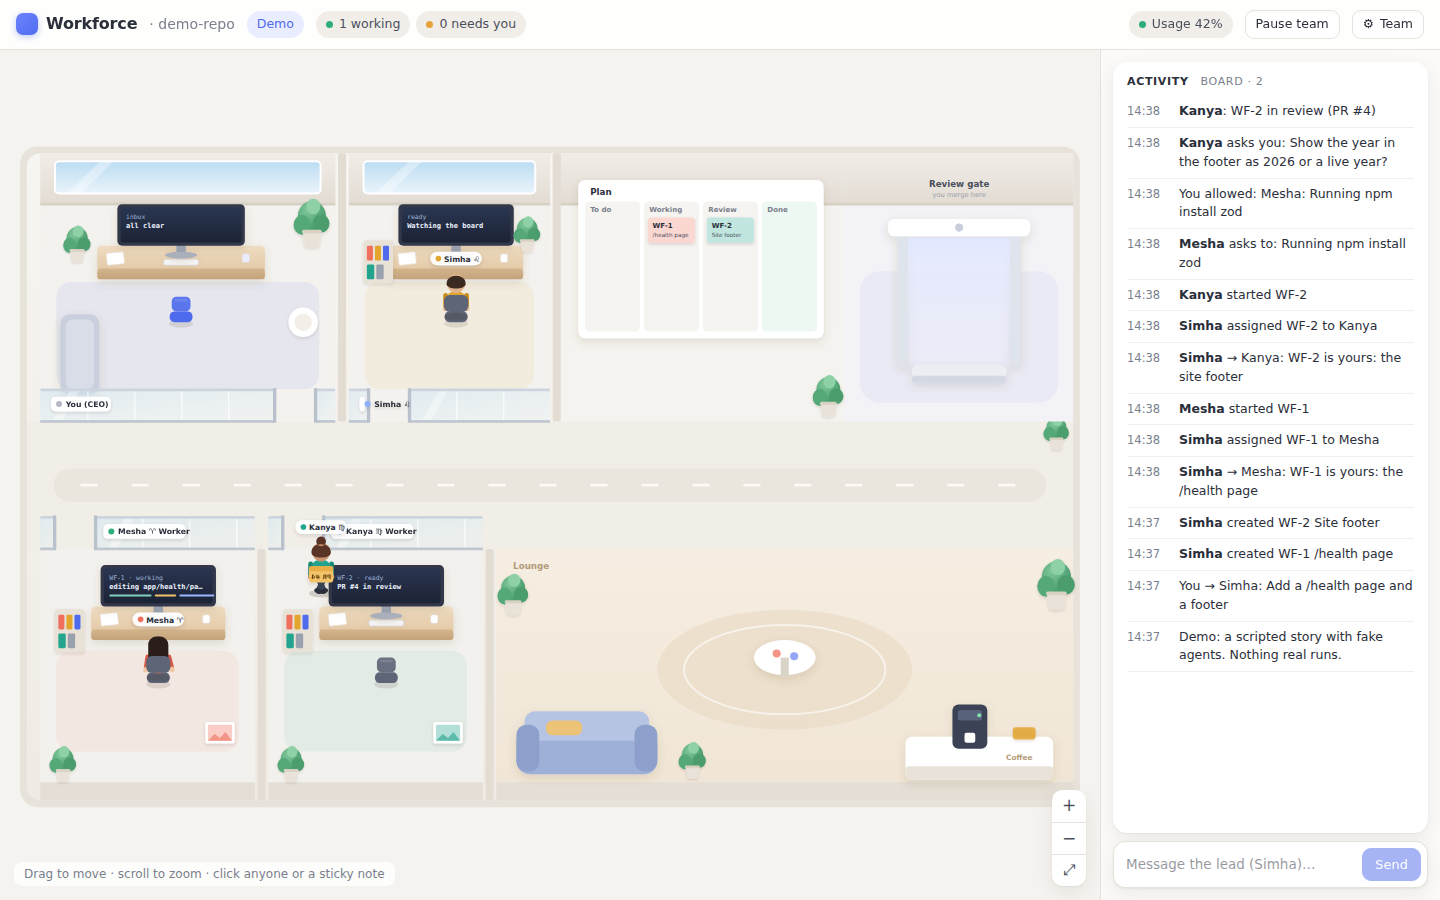 Workforce · demo-repo Demo 1 working 0 needs you Usage 42% Pause team ⚙ Team
inbox
all clear
You (CEO)
ready
Watching the board
Simha
Simha
Plan
To do Working Review Done
WF-1
/health page
WF-2
Site footer
Review gate
you merge here
Mesha ♈ Worker
WF-1 · working
editing app/health/pa…
Mesha ♈
Kanya ♍
Kanya ♍ Worker
WF-2 · ready
PR #4 in review
Lounge
Coffee
Drag to move · scroll to zoom · click anyone or a sticky note
+
−
ACTIVITY BOARD · 2
14:38 Kanya: WF-2 in review (PR #4)
14:38 Kanya asks you: Show the year in
the footer as 2026 or a live year?
14:38 You allowed: Mesha: Running npm
install zod
14:38 Mesha asks to: Running npm install
zod
14:38 Kanya started WF-2
14:38 Simha assigned WF-2 to Kanya
14:38 Simha → Kanya: WF-2 is yours: the
site footer
14:38 Mesha started WF-1
14:38 Simha assigned WF-1 to Mesha
14:38 Simha → Mesha: WF-1 is yours: the
/health page
14:37 Simha created WF-2 Site footer
14:37 Simha created WF-1 /health page
14:37 You → Simha: Add a /health page and
a footer
14:37 Demo: a scripted story with fake
agents. Nothing real runs.
Message the lead (Simha)… Send